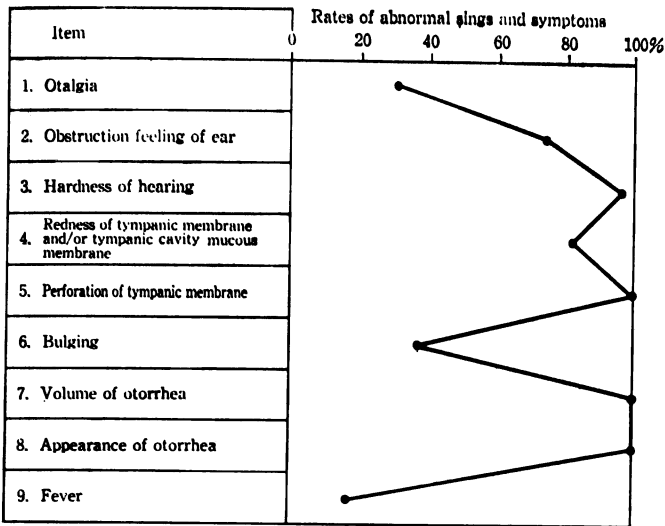 Item
Rates of abnormal sings and symptoms
0 20 40 60 80 100%
1. Otalgia
2. Obstruction feeling of ear
3. Hardness of hearing
4. Redness of tympanic membrane
and/or tympanic cavity mucous
membrane
5. Perforation of tympanic membrane
6. Bulging
7. Volume of otorrhea
8. Appearance of otorrhea
9. Fever